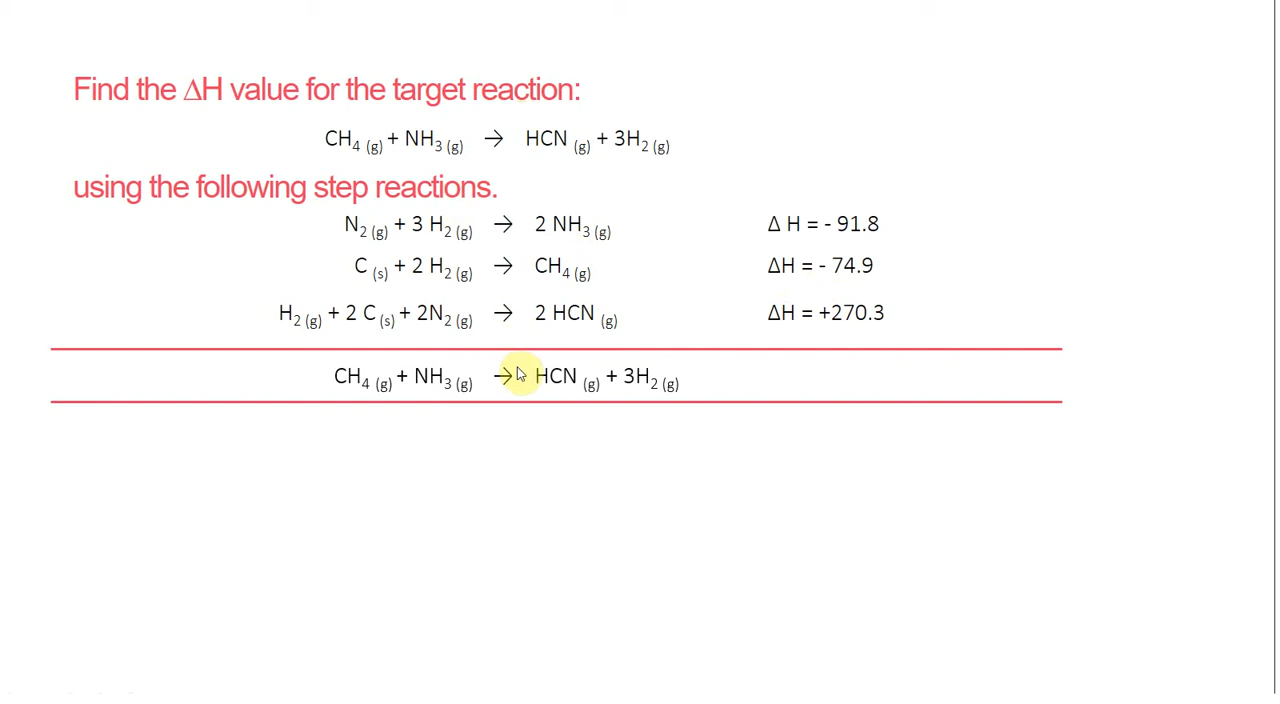 Find the ∆H value for the target reaction:
CH₄ (g) + NH₃ (g) → HCN (g) + 3H₂ (g)
using the following step reactions.
N₂ (g) + 3 H₂ (g) → 2 NH₃ (g) Δ H = - 91.8
C (s) + 2 H₂ (g) → CH₄ (g) ΔH = - 74.9
H₂ (g) + 2 C (s) + 2N₂ (g) → 2 HCN (g) ΔH = +270.3
CH₄ (g) + NH₃ (g) → HCN (g) + 3H₂ (g)